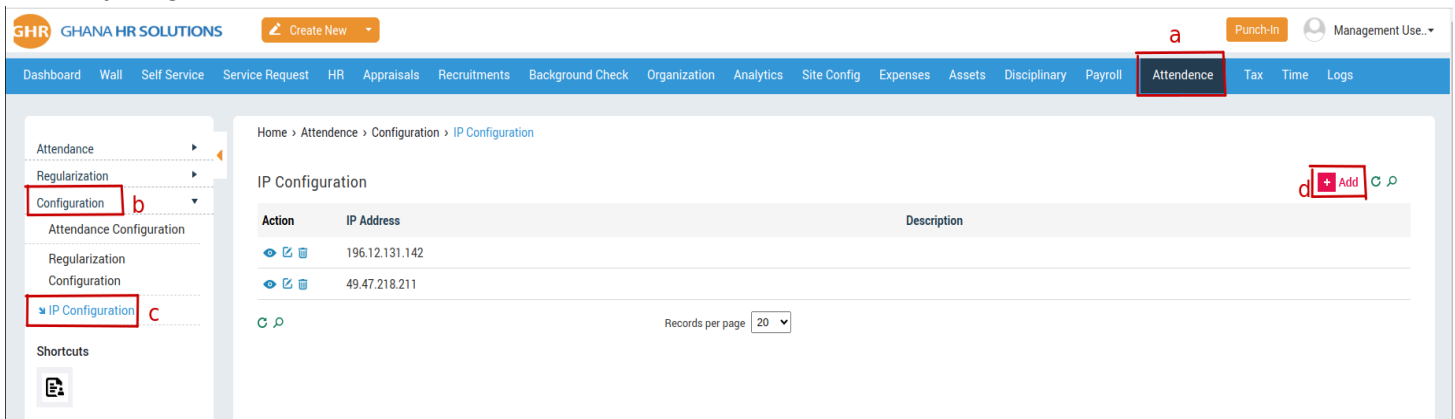 GHR GHANA HR SOLUTIONS Create New Punch-In Management Use..
a
Dashboard Wall Self Service Service Request HR Appraisals Recruitments Background Check Organization Analytics Site Config Expenses Assets Disciplinary Payroll Attendence Tax Time Logs
Home › Attendence › Configuration › IP Configuration
Attendance
Regularization
Configuration b
Attendance Configuration
Regularization
Configuration
IP Configuration c
Shortcuts
IP Configuration
d + Add
Action IP Address Description
196.12.131.142
49.47.218.211
Records per page 20